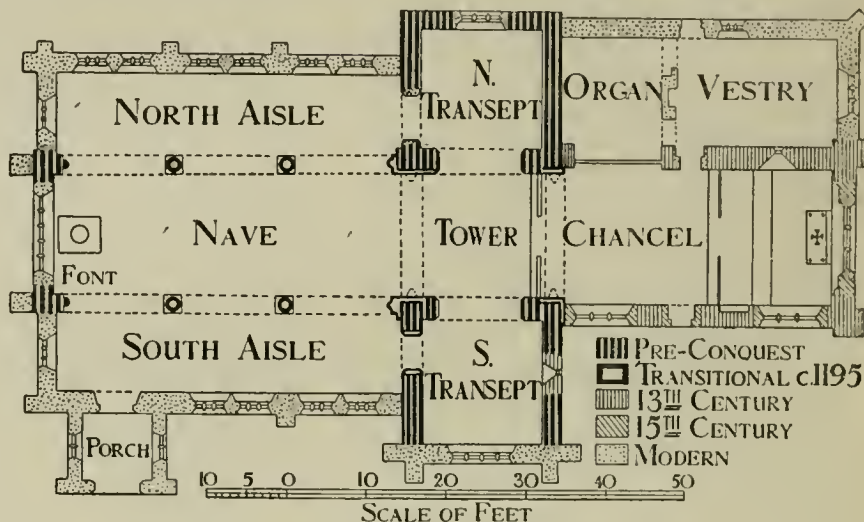 N.
TRANSEPT
ORGAN
VESTRY
NORTH AISLE
NAVE
TOWER
CHANCEL
FONT
SOUTH AISLE
S.
TRANSEPT
PORCH
PRE-CONQUEST
TRANSITIONAL c.1195
13TH CENTURY
15TH CENTURY
MODERN
10 5 0 10 20 30 40 50
SCALE OF FEET